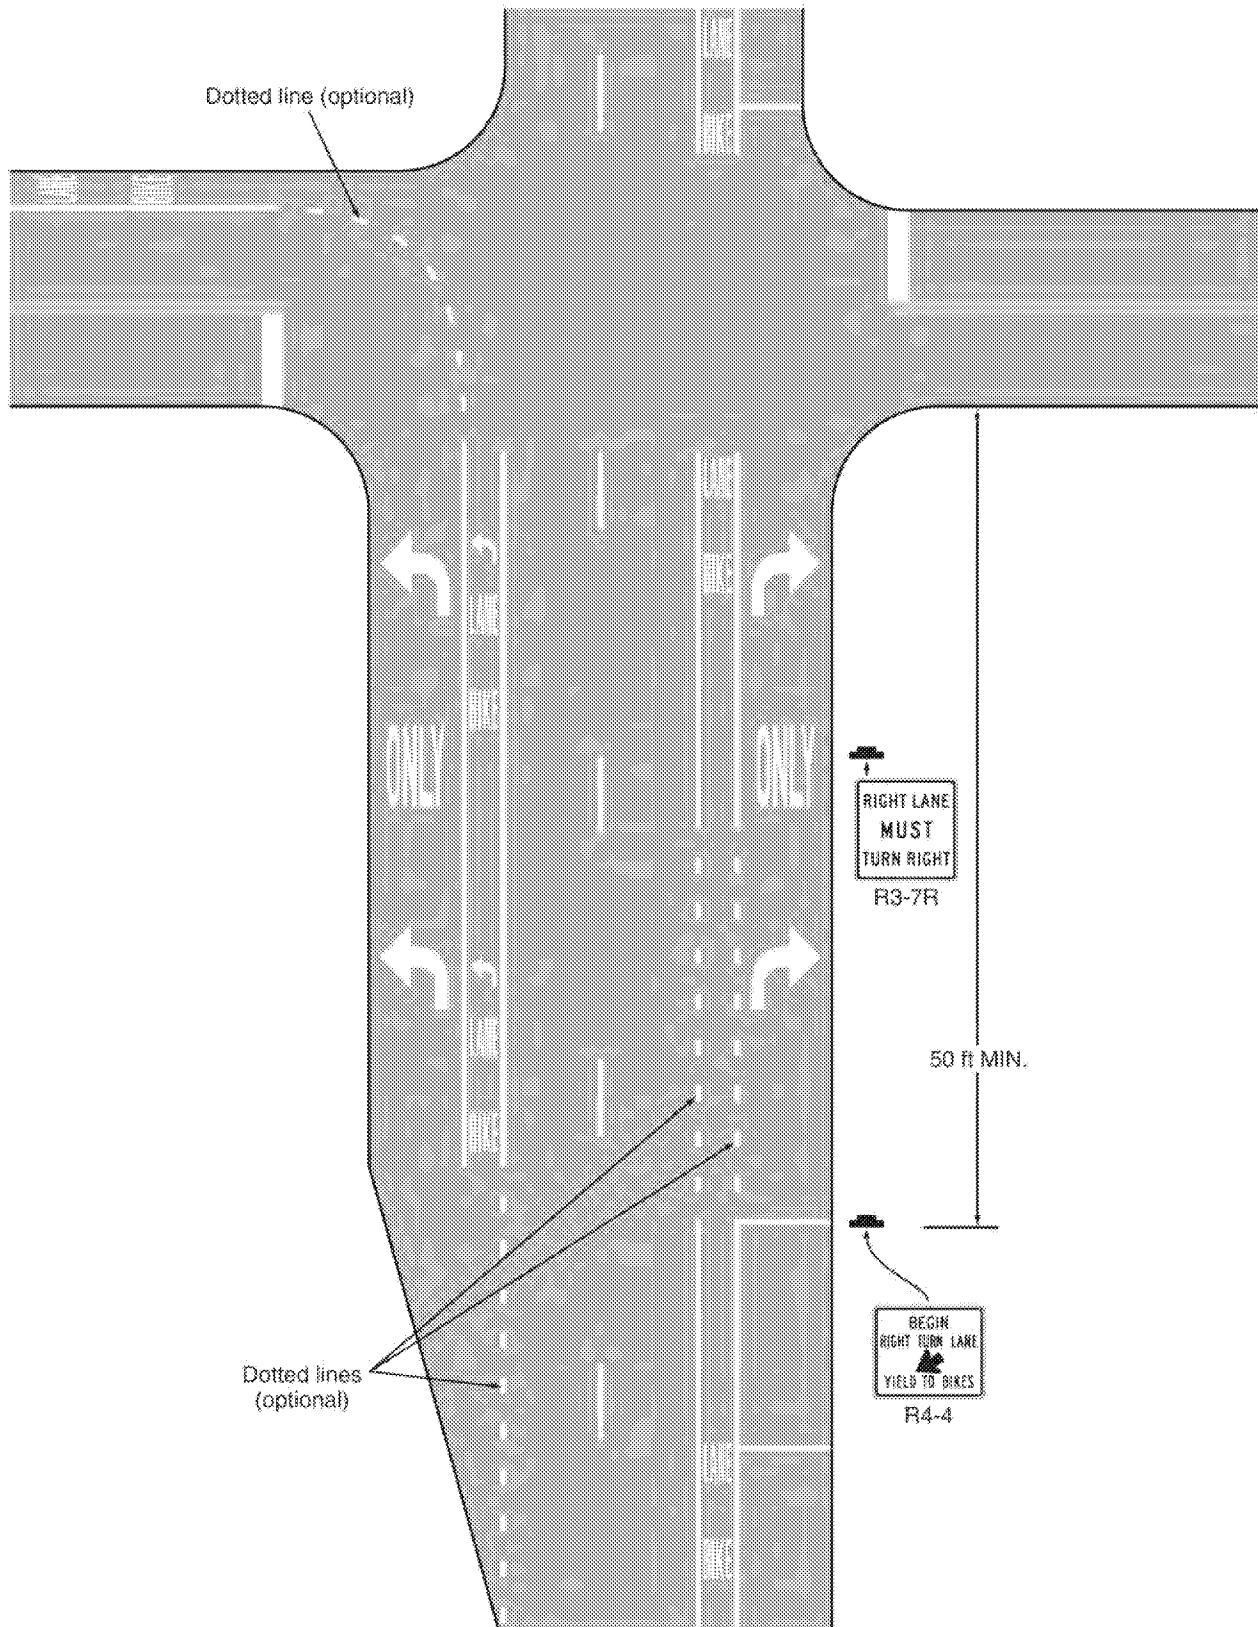 LANE
BIKE
Dotted line (optional)
LANE
BIKE
LANE
BIKE
ONLY
ONLY
RIGHT LANE
MUST
TURN RIGHT
R3-7R
LANE
BIKE
50 ft MIN.
BEGIN
RIGHT TURN LANE
YIELD TO BIKES
R4-4
Dotted lines
(optional)
LANE
BIKE